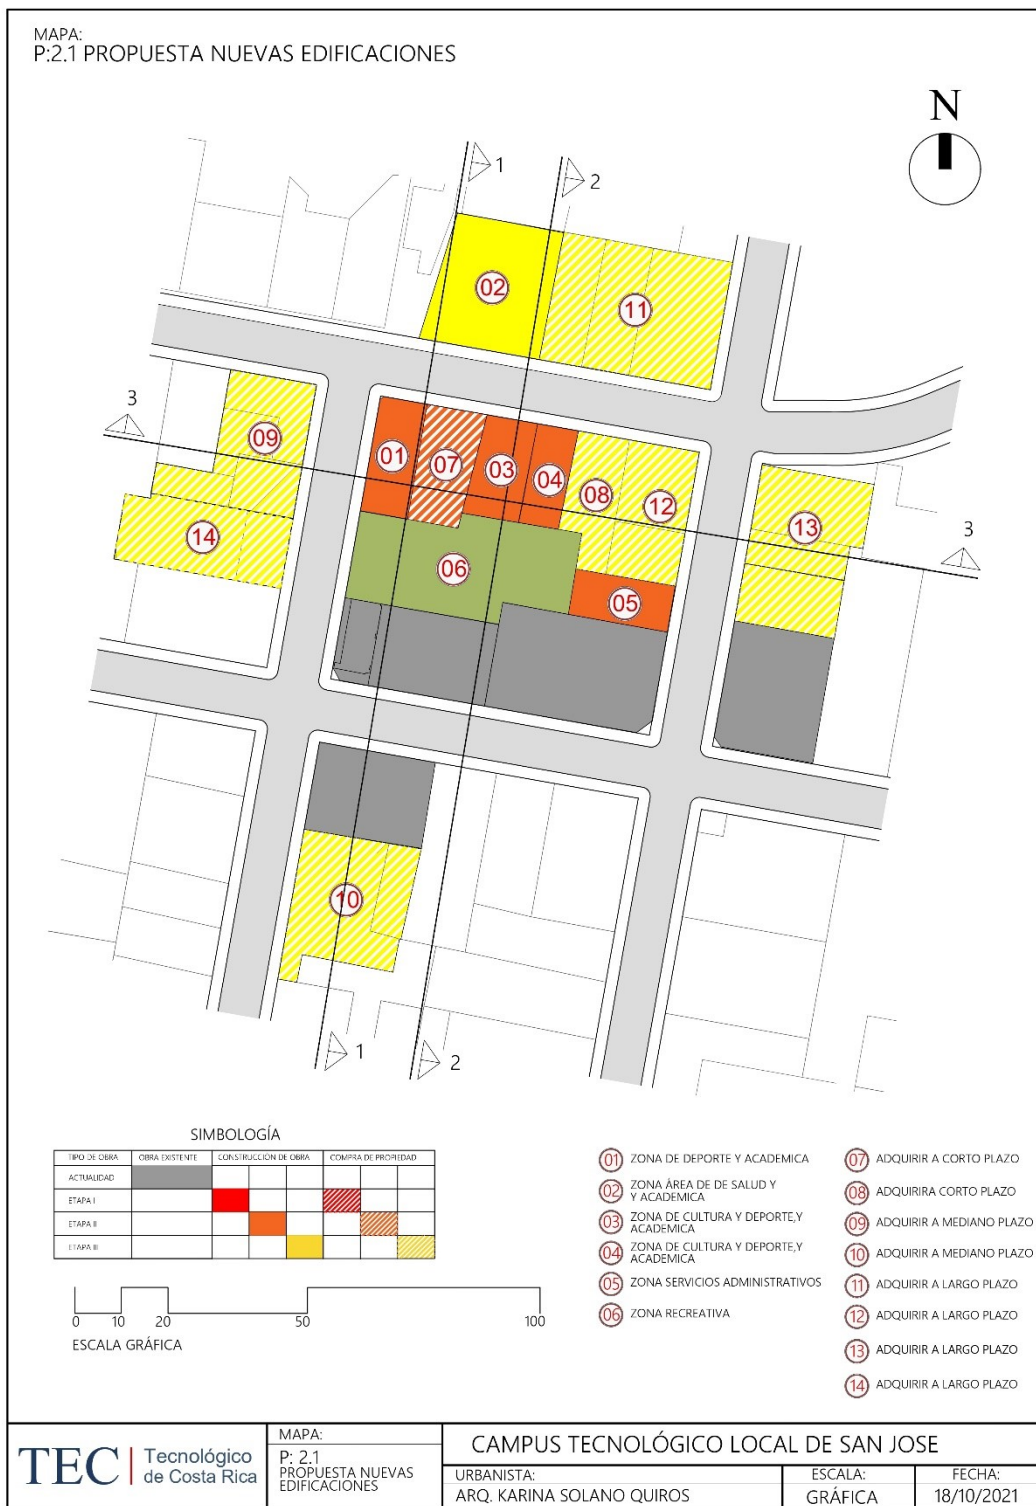 MAPA:
P:2.1 PROPUESTA NUEVAS EDIFICACIONES
N
1
2
02
11
3
09
01
07
03
04
08
12
13
14
3
06
05
10
1
2
SIMBOLOGÍA
TIPO DE OBRA OBRA EXISTENTE CONSTRUCCIÓN DE OBRA COMPRA DE PROPIEDAD
ACTUALIDAD
ETAPA I
ETAPA II
ETAPA III
0 10 20 50 100
ESCALA GRÁFICA
01 ZONA DE DEPORTE Y ACADEMICA
02 ZONA ÁREA DE DE SALUD Y
Y ACADEMICA
03 ZONA DE CULTURA Y DEPORTE,Y
ACADEMICA
04 ZONA DE CULTURA Y DEPORTE,Y
ACADEMICA
05 ZONA SERVICIOS ADMINISTRATIVOS
06 ZONA RECREATIVA
07 ADQUIRIR A CORTO PLAZO
08 ADQUIRIRA CORTO PLAZO
09 ADQUIRIR A MEDIANO PLAZO
10 ADQUIRIR A MEDIANO PLAZO
11 ADQUIRIR A LARGO PLAZO
12 ADQUIRIR A LARGO PLAZO
13 ADQUIRIR A LARGO PLAZO
14 ADQUIRIR A LARGO PLAZO
TEC Tecnológico
de Costa Rica
MAPA:
P: 2.1
PROPUESTA NUEVAS
EDIFICACIONES
CAMPUS TECNOLÓGICO LOCAL DE SAN JOSE
URBANISTA:
ARQ. KARINA SOLANO QUIROS
ESCALA:
GRÁFICA
FECHA:
18/10/2021